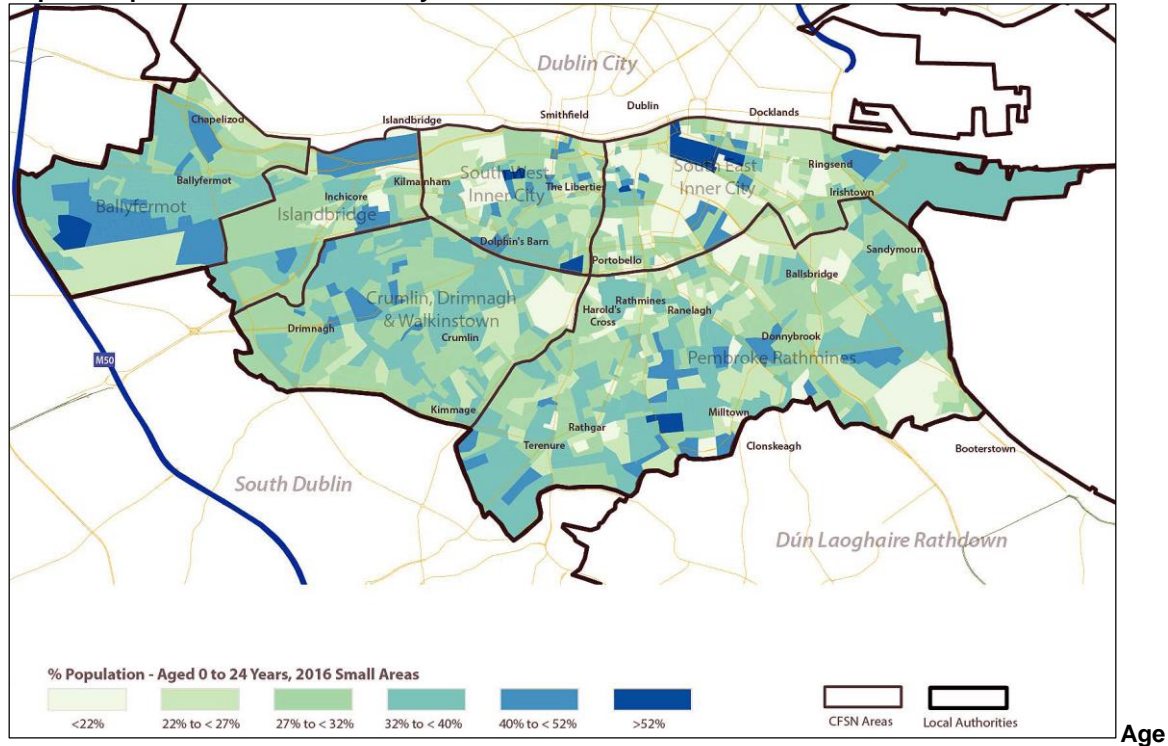 Dublin City
Dublin
Smithfield
Docklands
Islandbridge
Chapelizod
Ringsend
South East
Inner City
South West
Inner City
Ballyfermot
Kilmainham
The Libertie
Irishtown
Inchicore
Ballyfermot
Islandbridge
Dolphin's Barn
Sandymoun
Portobello
Ballsbridge
Crumlin, Drimnagh
& Walkinstown
Rathmines
Harold's
Cross
Ranelagh
Drimnagh
Crumlin
Donnybrook
Pembroke Rathmines
M50
Kimmage
Milltown
Rathgar
Terenure
Clonskeagh
Booterstown
South Dublin
Dún Laoghaire Rathdown
% Population - Aged 0 to 24 Years, 2016 Small Areas
<22% 22% to < 27% 27% to < 32% 32% to < 40% 40% to < 52% >52%
CFSN Areas Local Authorities
Age